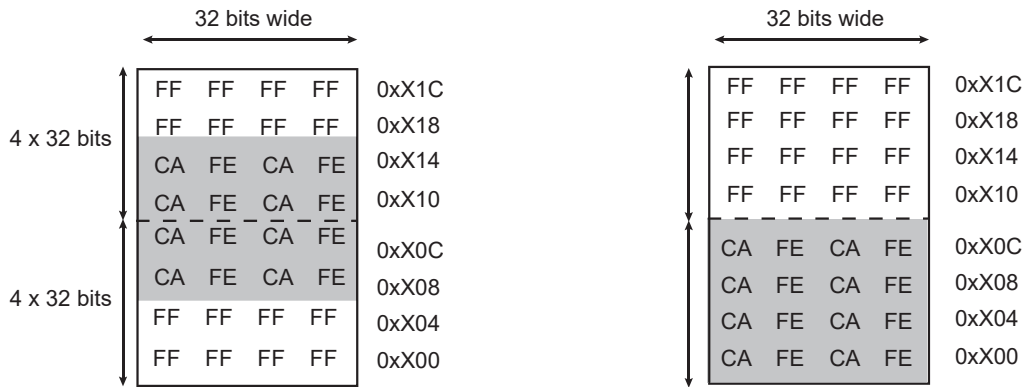 32 bits wide
FF FF FF FF 0xX1C
FF FF FF FF 0xX18
4 x 32 bits
CA FE CA FE 0xX14
CA FE CA FE 0xX10
CA FE CA FE 0xX0C
CA FE CA FE 0xX08
4 x 32 bits
FF FF FF FF 0xX04
FF FF FF FF 0xX00
32 bits wide
FF FF FF FF 0xX1C
FF FF FF FF 0xX18
FF FF FF FF 0xX14
FF FF FF FF 0xX10
CA FE CA FE 0xX0C
CA FE CA FE 0xX08
CA FE CA FE 0xX04
CA FE CA FE 0xX00